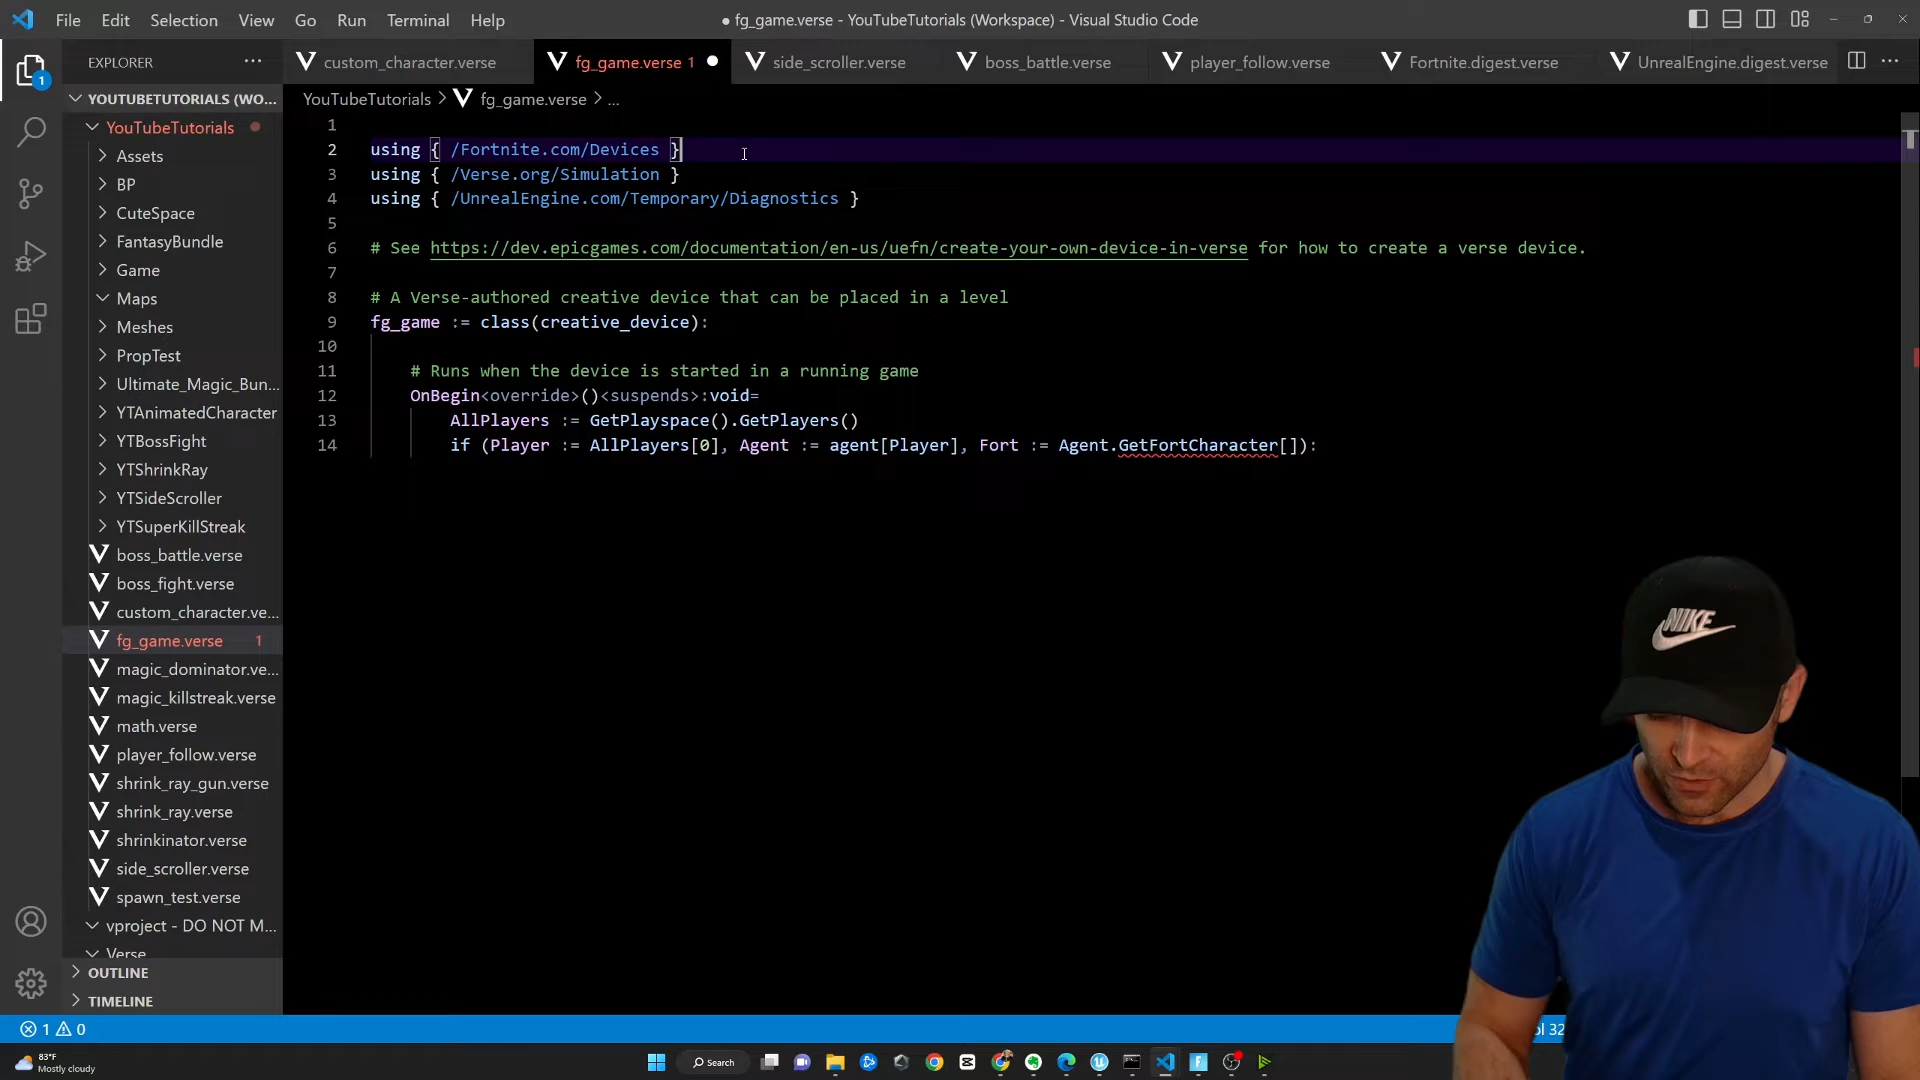 File Edit Selection View Go Run Terminal Help
● fg_game.verse - YouTubeTutorials (Workspace) - Visual Studio Code
EXPLORER ···
custom_character.verse
fg_game.verse 1
side_scroller.verse
boss_battle.verse
player_follow.verse
Fortnite.digest.verse
UnrealEngine.digest.verse
1
YOUTUBETUTORIALS (WO...
YouTubeTutorials
Assets
BP
CuteSpace
FantasyBundle
Game
Maps
Meshes
PropTest
Ultimate_Magic_Bun...
YTAnimatedCharacter
YTBossFight
YTShrinkRay
YTSideScroller
YTSuperKillStreak
boss_battle.verse
boss_fight.verse
custom_character.ve...
fg_game.verse 1
magic_dominator.ve...
magic_killstreak.verse
math.verse
player_follow.verse
shrink_ray_gun.verse
shrink_ray.verse
shrinkinator.verse
side_scroller.verse
spawn_test.verse
vproject - DO NOT M...
Verse
OUTLINE
TIMELINE
YouTubeTutorials > fg_game.verse > ...
1
2 using { /Fortnite.com/Devices }
3 using { /Verse.org/Simulation }
4 using { /UnrealEngine.com/Temporary/Diagnostics }
5
6 # See https://dev.epicgames.com/documentation/en-us/uefn/create-your-own-device-in-verse for how to create a verse device.
7
8 # A Verse-authored creative device that can be placed in a level
9 fg_game := class(creative_device):
10
11 # Runs when the device is started in a running game
12 OnBegin<override>()<suspends>:void=
13 AllPlayers := GetPlayspace().GetPlayers()
14 if (Player := AllPlayers[0], Agent := agent[Player], Fort := Agent.GetFortCharacter[]):
NIKE
1 0
ol 32
83°F
Mostly cloudy
Search